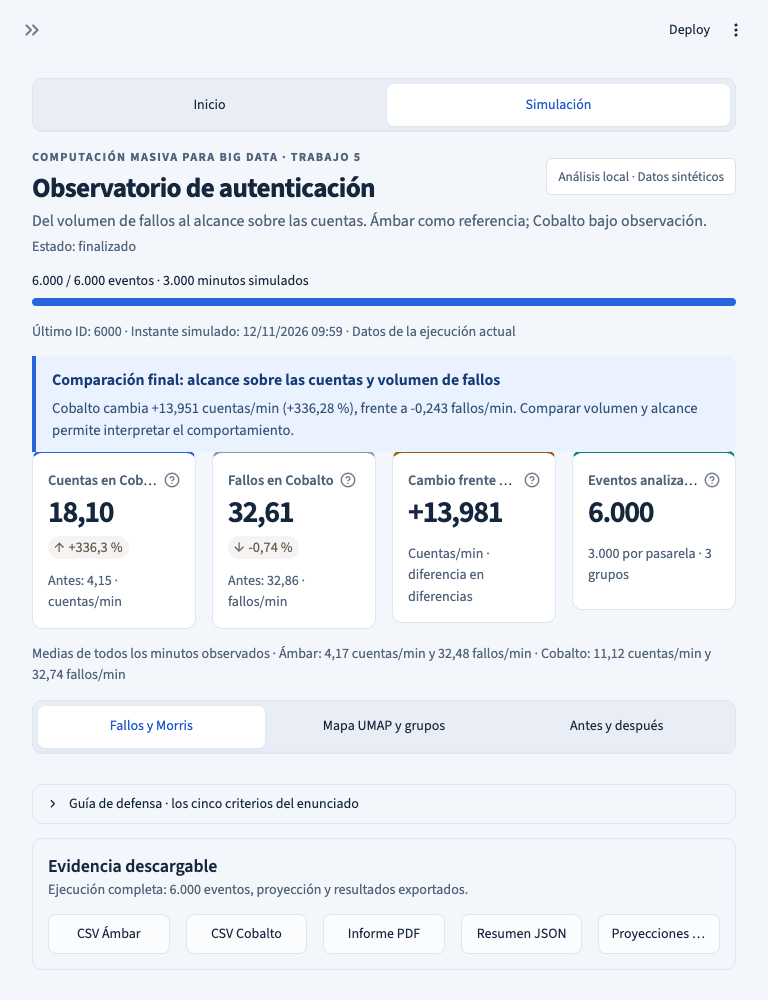 Deploy
Inicio
Simulación
COMPUTACIÓN MASIVA PARA BIG DATA · TRABAJO 5
Observatorio de autenticación
Análisis local · Datos sintéticos
Del volumen de fallos al alcance sobre las cuentas. Ámbar como referencia; Cobalto bajo observación.
Estado: finalizado
6.000 / 6.000 eventos · 3.000 minutos simulados
Último ID: 6000 · Instante simulado: 12/11/2026 09:59 · Datos de la ejecución actual
Comparación final: alcance sobre las cuentas y volumen de fallos
Cobalto cambia +13,951 cuentas/min (+336,28 %), frente a -0,243 fallos/min. Comparar volumen y alcance
permite interpretar el comportamiento.
Cuentas en Cob...
18,10
↑ +336,3 %
Antes: 4,15 ·
cuentas/min
Fallos en Cobalto
32,61
↓ -0,74 %
Antes: 32,86 ·
fallos/min
Cambio frente ...
+13,981
Cuentas/min ·
diferencia en
diferencias
Eventos analiza...
6.000
3.000 por pasarela · 3
grupos
Medias de todos los minutos observados · Ámbar: 4,17 cuentas/min y 32,48 fallos/min · Cobalto: 11,12 cuentas/min y
32,74 fallos/min
Fallos y Morris
Mapa UMAP y grupos
Antes y después
Guía de defensa · los cinco criterios del enunciado
Evidencia descargable
Ejecución completa: 6.000 eventos, proyección y resultados exportados.
CSV Ámbar
CSV Cobalto
Informe PDF
Resumen JSON
Proyecciones ...